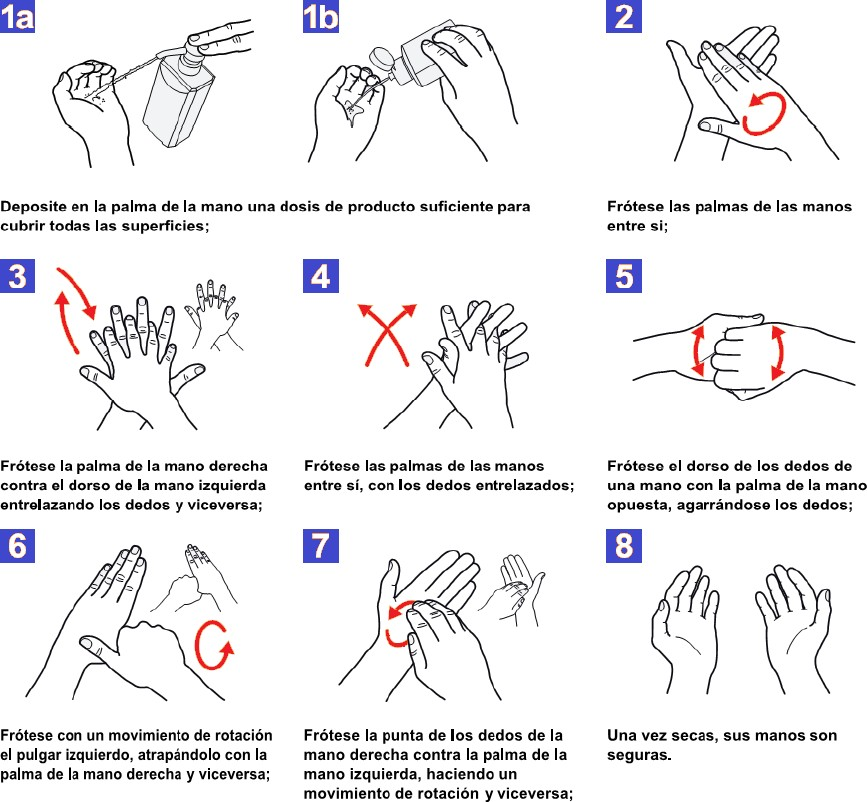 1a
1b
2
Deposite en la palma de la mano una dosis de producto suficiente para
cubrir todas las superficies;
Frótese las palmas de las manos
entre si;
3
4
5
Frótese la palma de la mano derecha
contra el dorso de la mano izquierda
entrelazando los dedos y viceversa;
Frótese las palmas de las manos
entre sí, con los dedos entrelazados;
Frótese el dorso de los dedos de
una mano con la palma de la mano
opuesta, agarrándose los dedos;
6
7
8
Frótese con un movimiento de rotación
el pulgar izquierdo, atrapándolo con la
palma de la mano derecha y viceversa;
Frótese la punta de los dedos de la
mano derecha contra la palma de la
mano izquierda, haciendo un
movimiento de rotación y viceversa;
Una vez secas, sus manos son
seguras.